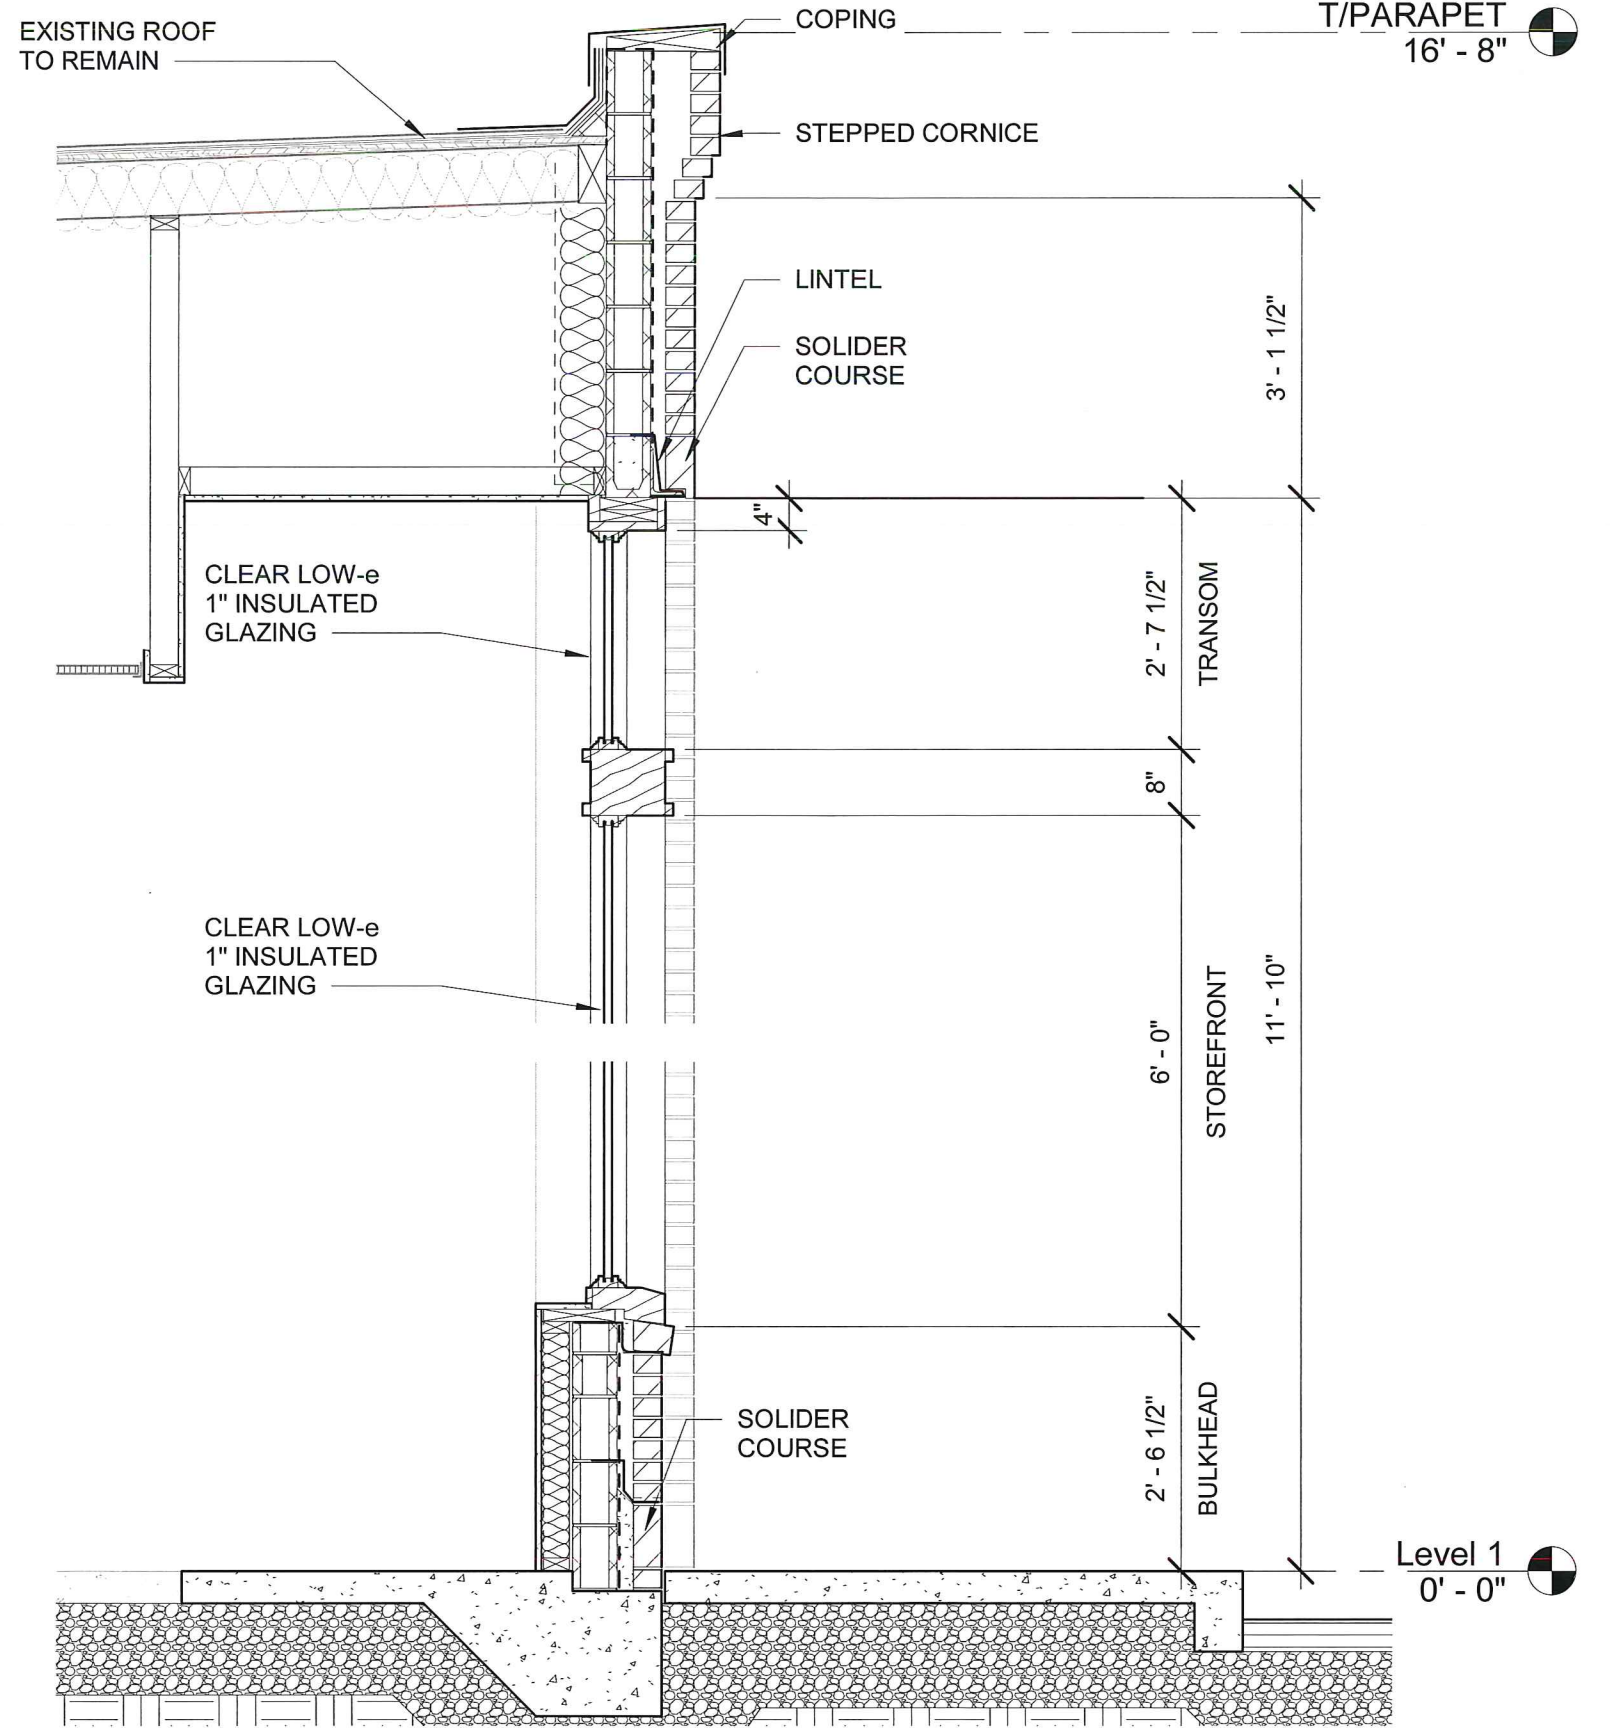 EXISTING ROOF
TO REMAIN
COPING
T/PARAPET
16' - 8"
STEPPED CORNICE
LINTEL
SOLIDER
COURSE
3' - 1 1/2"
4"
CLEAR LOW-e
1" INSULATED
GLAZING
2' - 7 1/2"
TRANSOM
8"
CLEAR LOW-e
1" INSULATED
GLAZING
6' - 0"
STOREFRONT
11' - 10"
SOLIDER
COURSE
2' - 6 1/2"
BULKHEAD
Level 1
0' - 0"